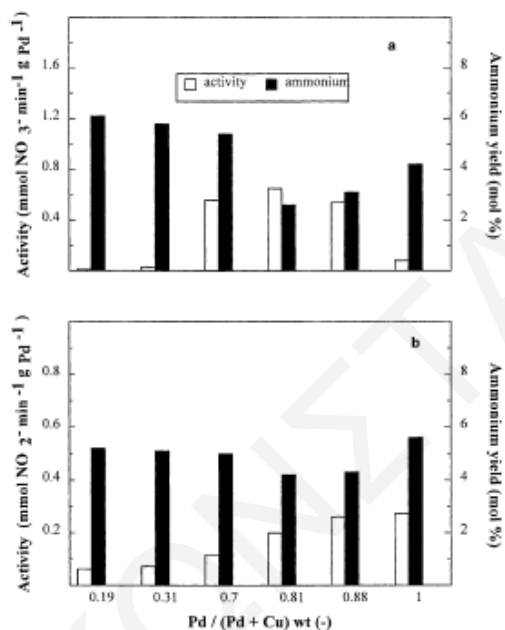 a
activity
ammonium
Activity (mmol NO 3⁻ min⁻¹ g Pd ⁻¹)
1.6
1.2
0.8
0.4
Ammonium yield (mol %)
8
6
4
2
b
Activity (mmol NO 2⁻ min⁻¹ g Pd ⁻¹)
0.8
0.6
0.4
0.2
Ammonium yield (mol %)
8
6
4
2
0.19 0.31 0.7 0.81 0.88 1
Pd / (Pd + Cu) wt (-)
ΚΩΝΣΤΑ